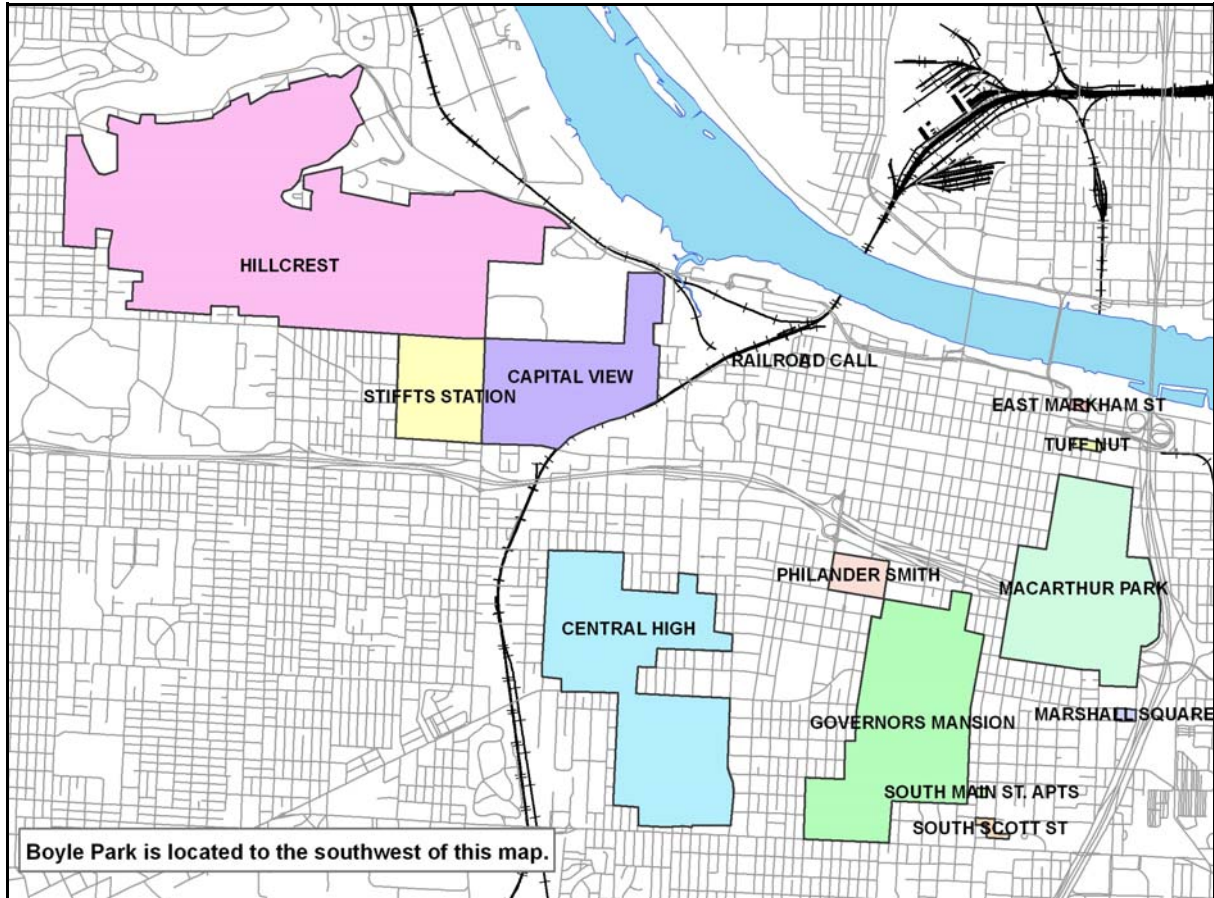 HILLCREST
RAILROAD CALL
CAPITAL VIEW
STIFFTS STATION
EAST MARKHAM ST
TUFF NUT
PHILANDER SMITH
MACARTHUR PARK
CENTRAL HIGH
MARSHALL SQUARE
GOVERNORS MANSION
SOUTH MAIN ST. APTS
SOUTH SCOTT ST
Boyle Park is located to the southwest of this map.